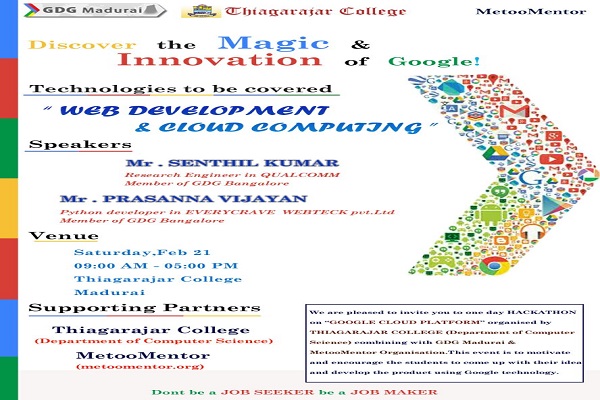 GDG Madurai
Thiagarajar College
MetooMentor
Discover the Magic &
Innovation of Google!
Technologies to be covered
“ WEB DEVELOPMENT
& CLOUD COMPUTING ”
Speakers
Mr . SENTHIL KUMAR
Research Engineer in QUALCOMM
Member of GDG Bangalore
Mr . PRASANNA VIJAYAN
Python developer in EVERYCRAVE WEBTECK pvt.Ltd
Member of GDG Bangalore
Venue
Saturday,Feb 21
09:00 AM - 05:00 PM
Thiagarajar College
Madurai
Supporting Partners
Thiagarajar College
(Department of Computer Science)
MetooMentor
(metoomentor.org)
We are pleased to invite you to one day HACKATHON
on “GOOGLE CLOUD PLATFORM” organised by
THIAGARAJAR COLLEGE (Department of Computer
Science) combining with GDG Madurai &
MetooMentor Organisation.This event is to motivate
and encourage the students to come up with their idea
and develop the product using Google technology.
Dont be a JOB SEEKER be a JOB MAKER